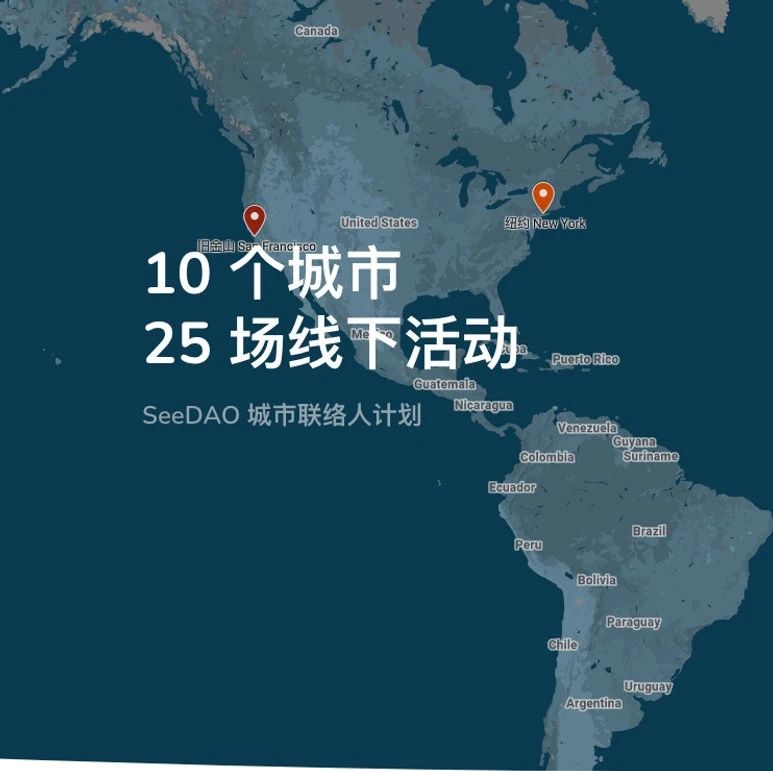 Canada
United States
纽约 New York
旧金山 San Francisco
10 个城市
25 场线下活动
Mexico
Cuba
Puerto Rico
Guatemala
SeeDAO 城市联络人计划
Nicaragua
Venezuela
Guyana
Colombia
Suriname
Ecuador
Brazil
Peru
Bolivia
Paraguay
Chile
Uruguay
Argentina